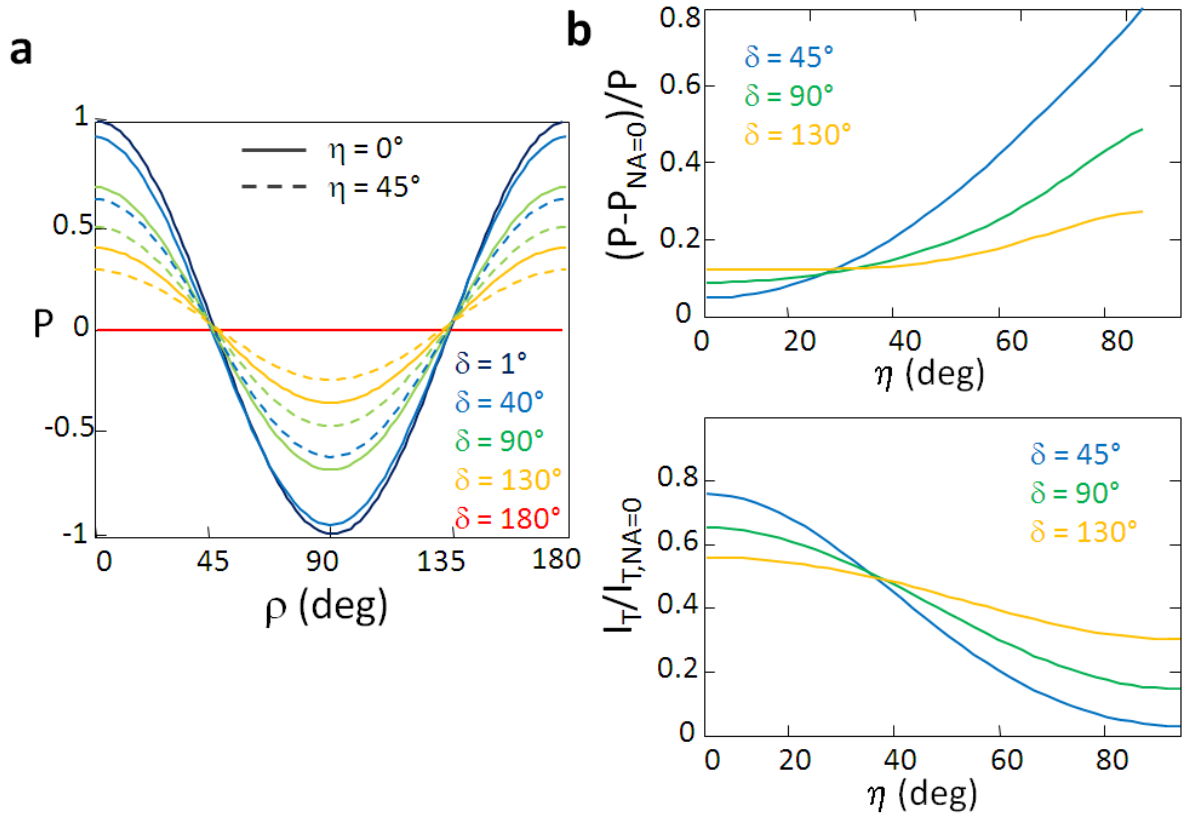 a
1
0.5
P
0
-0.5
-1
η = 0°
η = 45°
δ = 1°
δ = 40°
δ = 90°
δ = 130°
δ = 180°
0 45 90 135 180
ρ (deg)
b
(P-P_NA=0)/P
0.8
0.6
0.4
0.2
0
δ = 45°
δ = 90°
δ = 130°
0 20 40 60 80
η (deg)
I_T/I_T,NA=0
0.8
0.6
0.4
0.2
0
δ = 45°
δ = 90°
δ = 130°
0 20 40 60 80
η (deg)